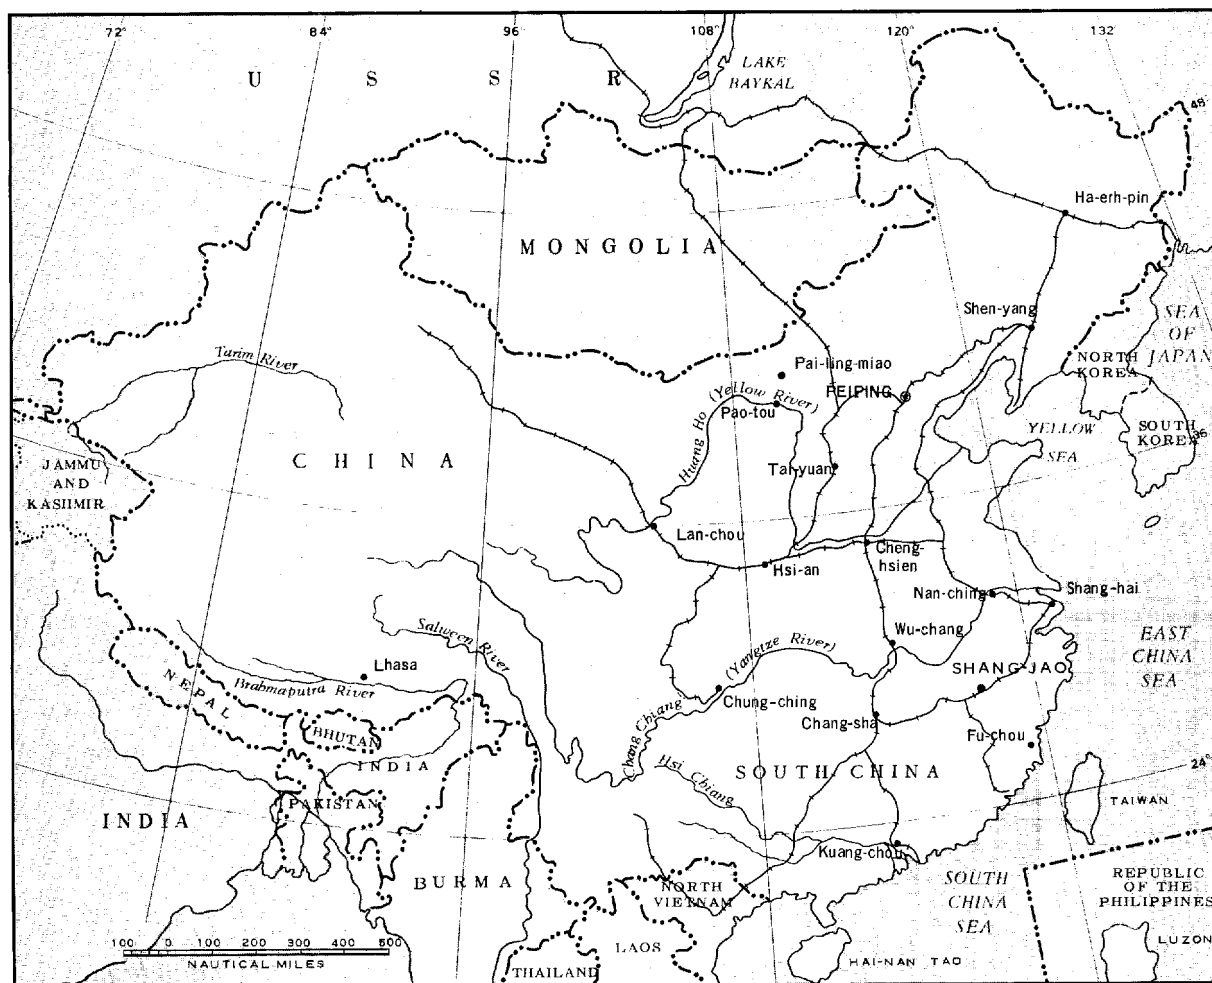 72°
84°
96°
108°
120°
132°
U S S R
LAKE
BAYKAL
48°
Ha-erh-pin
MONGOLIA
Shen-yang
SEA
OF
JAPAN
NORTH
KOREA
Tarim River
Pai-ling-miao
PEIPING
Huang Ho (Yellow River)
Pao-tou
YELLOW
SEA
SOUTH
KOREA
36°
CHINA
Tai-yuan
JAMMU
AND
KASHMIR
Lan-chou
Hsi-an
Cheng-
hsien
Nan-ching
Shang-hai
Salween River
Wu-chang
EAST
CHINA
SEA
Lhasa
Brahmaputra River
NEPAL
Chang Chiang (Yangtze River)
SHANG-JAO
Chung-ching
Chang-sha
Fu-chou
BHUTAN
INDIA
Hsi Chiang
SOUTH CHINA
24°
PAKISTAN
TAIWAN
INDIA
Kuang-chou
BURMA
NORTH
VIETNAM
SOUTH
CHINA
SEA
REPUBLIC
OF THE
PHILIPPINES
LAOS
LUZON
100 0 100 200 300 400 500
NAUTICAL MILES
THAILAND
HAI-NAN TAO